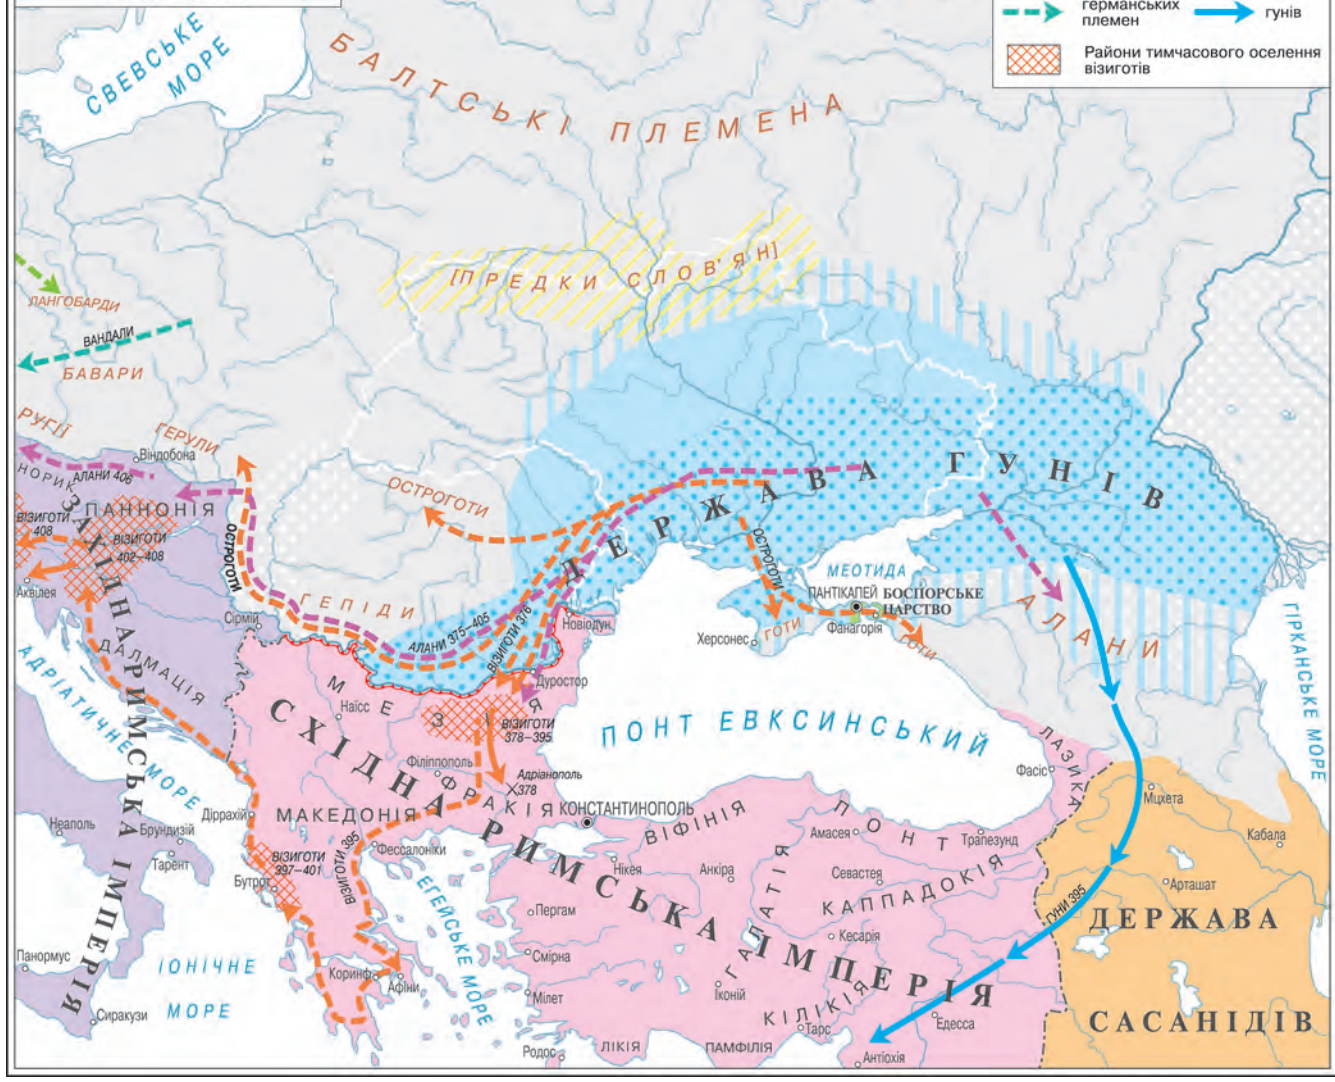 германських
племен
гунів
Райони тимчасового оселення
візиготів
СВЕВСЬКЕ
МОРЕ
БАЛТСЬКІ ПЛЕМЕНА
[ПРЕДКИ СЛОВ'ЯН]
ЛАНГОБАРДИ
ВАНДАЛИ
БАВАРИ
РУГІЇ
ГЕРУЛИ
Віндобона
НОРИК
АЛАНИ 406
ПАННОНІЯ
ВІЗИГОТИ
408
ВІЗИГОТИ
402–408
ЗАХІДНА РИМСЬКА ІМПЕРІЯ
Аквілея
ОСТРОГОТИ
ОСТРОГОТИ
ДЕРЖАВА ГУНІВ
ОСТРОГОТИ
МЕОТИДА
ПАНТІКАПЕЙ
БОСПОРСЬКЕ
ЦАРСТВО
Фанагорія
Херсонес
ГОТИ
ГОТИ
АЛАНИ
ГЕПІДИ
Сірмій
АЛАНИ 375–405
ВІЗИГОТИ 376
Новіодун
Дуросtор
ДАЛМАЦІЯ
АДРІАТИЧНЕ
МОРЕ
МЕЗІЯ
Наїсс
ВІЗИГОТИ
378–395
СХІДНА РИМСЬКА ІМПЕРІЯ
ПОНТ ЕВКСИНСЬКИЙ
ГІРКАНСЬКЕ МОРЕ
ЛАЗИКА
Фасіс
Філіппополь
ФРАКІЯ
Адріанополь
378
КОНСТАНТИНОПОЛЬ
МАКЕДОНІЯ
Діррахій
Неаполь
Брундизій
Тарент
ВІЗИГОТИ
397–401
Бутрот
ВІЗИГОТИ 395
Фессалоніки
ВІФІНІЯ
Нікея
Анкіра
ГАЛАТІЯ
ПОНТ
Амасея
Трапезунд
Севастея
КАППАДОКІЯ
Кесарія
Мцхета
Кабала
Арташат
ГУНИ 395
ДЕРЖАВА
САСАНІДІВ
ЕГЕЙСЬКЕ МОРЕ
Пергам
Смірна
Мілет
Іконій
КІЛІКІЯ
Тарс
Едесса
Антіохія
ЛІКІЯ
ПАМФІЛІЯ
Родос
Коринф
Афіни
ІОНІЧНЕ
МОРЕ
Панормус
Сиракузи